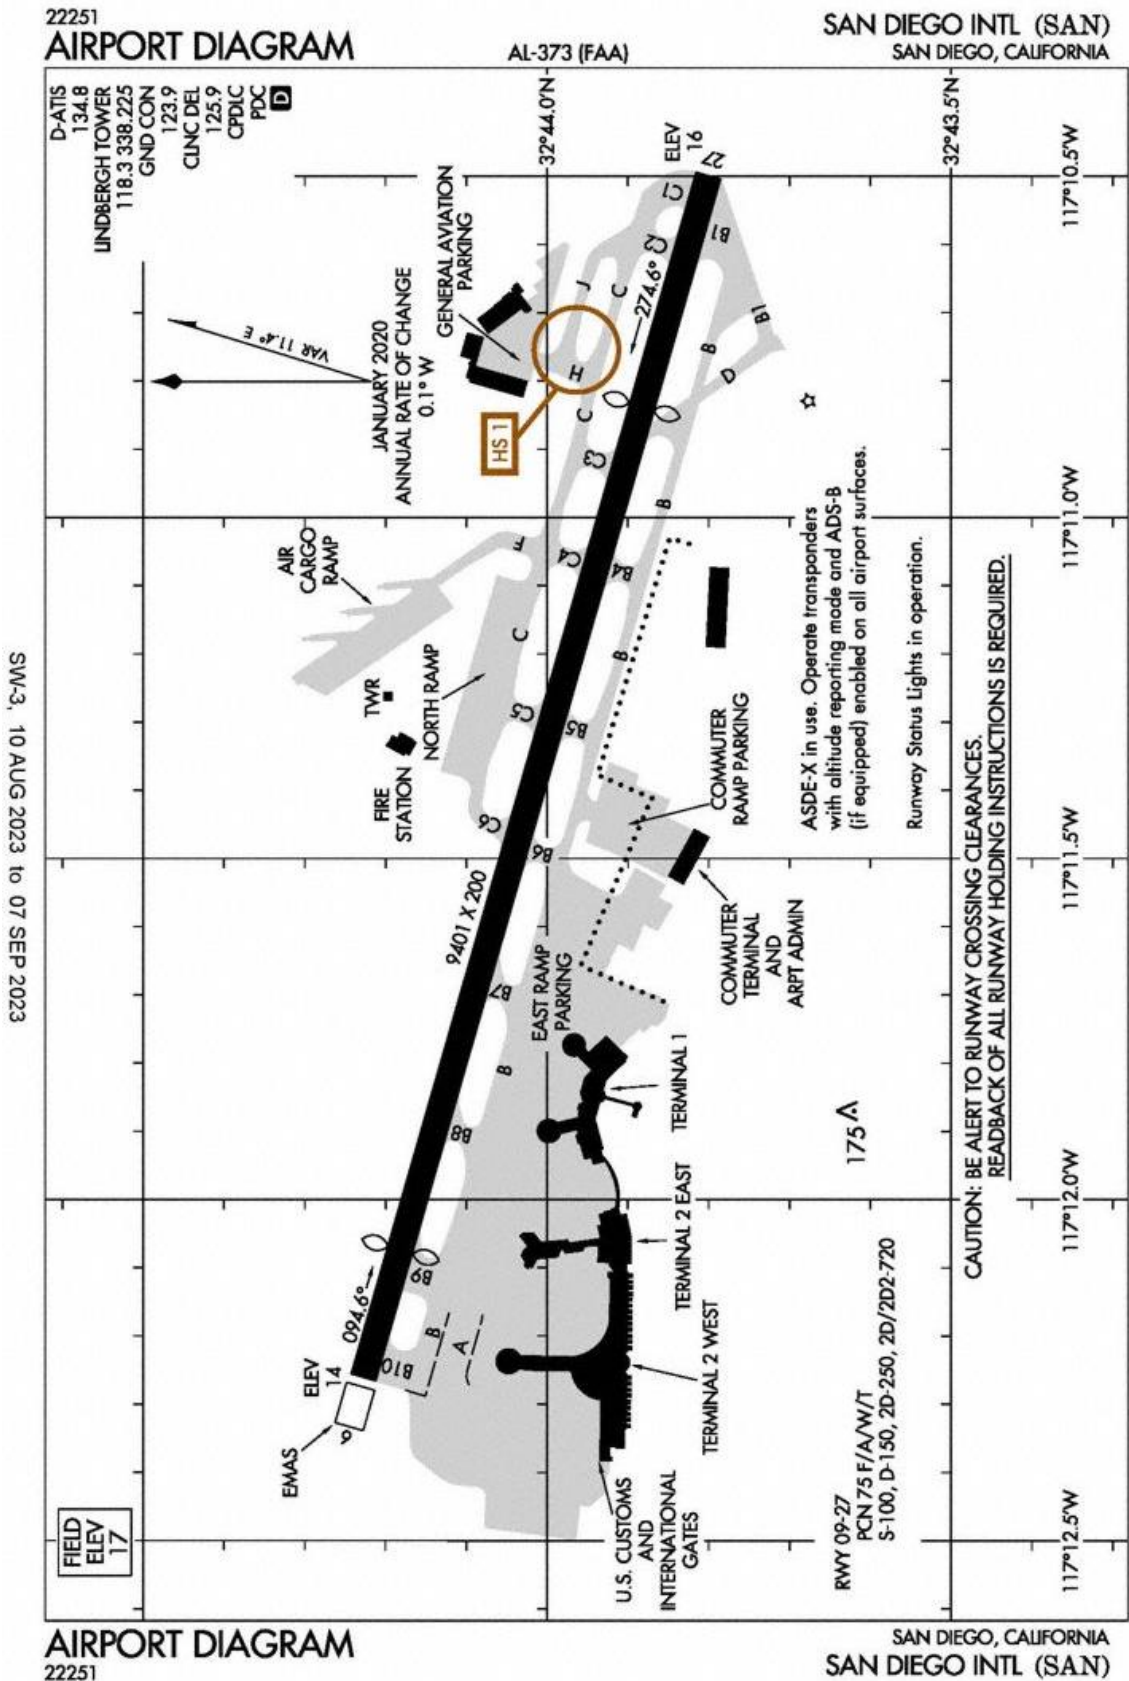 22251
AIRPORT DIAGRAM
AL-373 (FAA)
SAN DIEGO INTL (SAN)
SAN DIEGO, CALIFORNIA
D-ATIS
134.8
LINDBERGH TOWER
118.3 338.225
GND CON
123.9
CLNC DEL
125.9
CPDLC
PDC
D
VAR 11.4° E
JANUARY 2020
ANNUAL RATE OF CHANGE
0.1° W
GENERAL AVIATION
PARKING
32°44.0'N
32°43.5'N
ELEV
16
27
C1
B1
C2
J
C
274.6°
B
B1
D
H
HS 1
C
C3
B
117°10.5'W
AIR
CARGO
RAMP
F
C4
B4
C
B
117°11.0'W
TWR
NORTH RAMP
FIRE
STATION
C5
B5
C6
B6
COMMUTER
RAMP PARKING
ASDE-X in use. Operate transponders
with altitude reporting mode and ADS-B
(if equipped) enabled on all airport surfaces.
Runway Status Lights in operation.
117°11.5'W
9401 X 200
EAST RAMP
PARKING
B7
B
B8
COMMUTER
TERMINAL
AND
ARPT ADMIN
TERMINAL 1
175
CAUTION: BE ALERT TO RUNWAY CROSSING CLEARANCES.
READBACK OF ALL RUNWAY HOLDING INSTRUCTIONS IS REQUIRED.
117°12.0'W
TERMINAL 2 EAST
TERMINAL 2 WEST
B9
094.6°
B
A
B10
ELEV
14
9
EMAS
U.S. CUSTOMS
AND
INTERNATIONAL
GATES
RWY 09-27
PCN 75 F/A/W/T
S-100, D-150, 2D-250, 2D/2D2-720
117°12.5'W
FIELD
ELEV
17
SW-3, 10 AUG 2023 to 07 SEP 2023
AIRPORT DIAGRAM
22251
SAN DIEGO, CALIFORNIA
SAN DIEGO INTL (SAN)